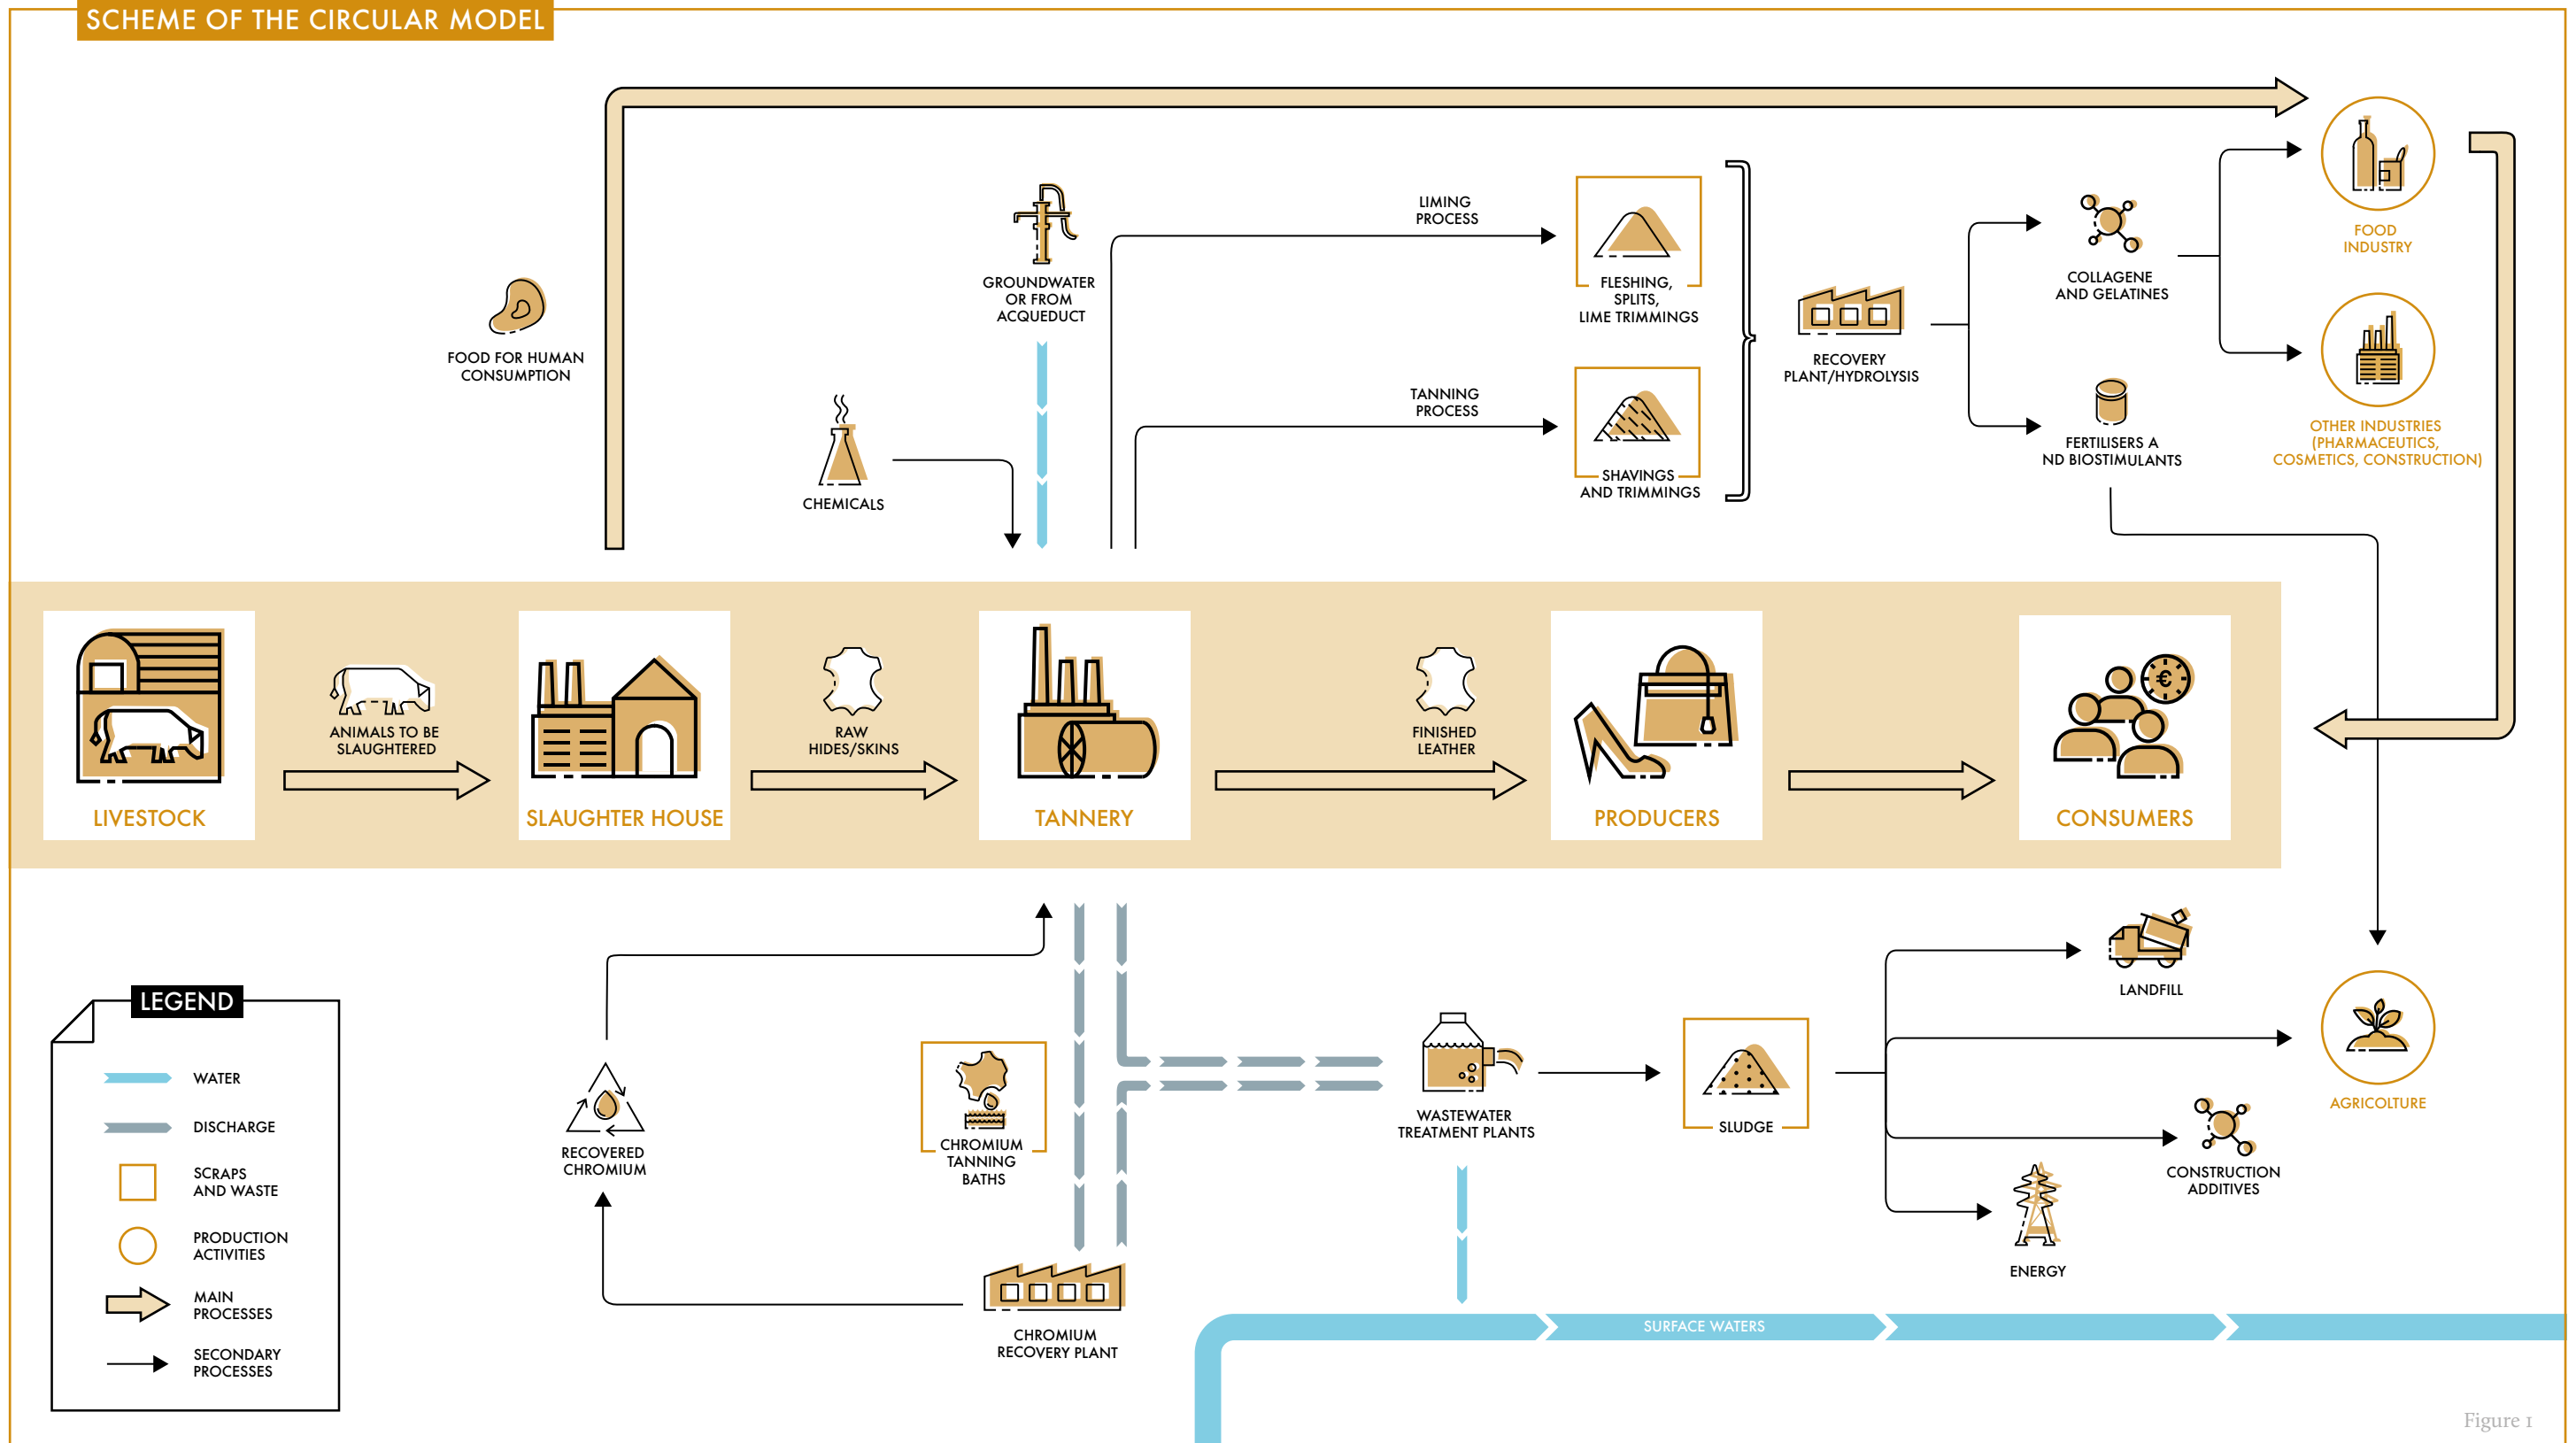 SCHEME OF THE CIRCULAR MODEL
FOOD FOR HUMAN
CONSUMPTION
CHEMICALS
GROUNDWATER
OR FROM
ACQUEDUCT
LIMING
PROCESS
TANNING
PROCESS
FLESHING,
SPLITS,
LIME TRIMMINGS
SHAVINGS
AND TRIMMINGS
RECOVERY
PLANT/HYDROLYSIS
COLLAGENE
AND GELATINES
FERTILISERS A
ND BIOSTIMULANTS
FOOD
INDUSTRY
OTHER INDUSTRIES
(PHARMACEUTICS,
COSMETICS, CONSTRUCTION)
LIVESTOCK
ANIMALS TO BE
SLAUGHTERED
SLAUGHTER HOUSE
RAW
HIDES/SKINS
TANNERY
FINISHED
LEATHER
PRODUCERS
€
CONSUMERS
LEGEND
WATER
DISCHARGE
SCRAPS
AND WASTE
PRODUCTION
ACTIVITIES
MAIN
PROCESSES
SECONDARY
PROCESSES
RECOVERED
CHROMIUM
CHROMIUM
TANNING
BATHS
CHROMIUM
RECOVERY PLANT
WASTEWATER
TREATMENT PLANTS
SLUDGE
LANDFILL
AGRICOLTURE
CONSTRUCTION
ADDITIVES
ENERGY
SURFACE WATERS
Figure 1